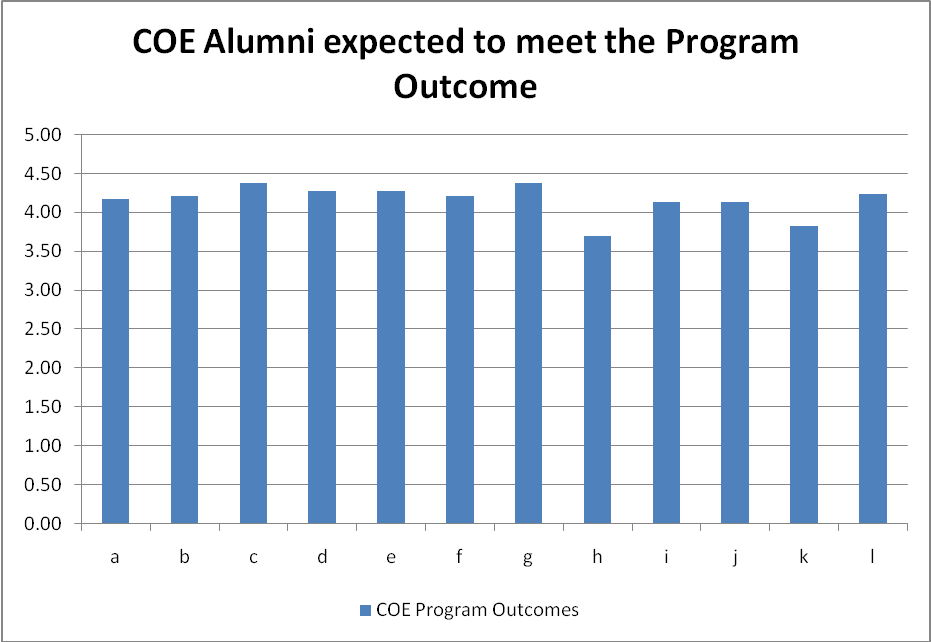 COE Alumni expected to meet the Program
Outcome
5.00
4.50
4.00
3.50
3.00
2.50
2.00
1.50
1.00
0.50
0.00
a b c d e f g h i j k l
COE Program Outcomes